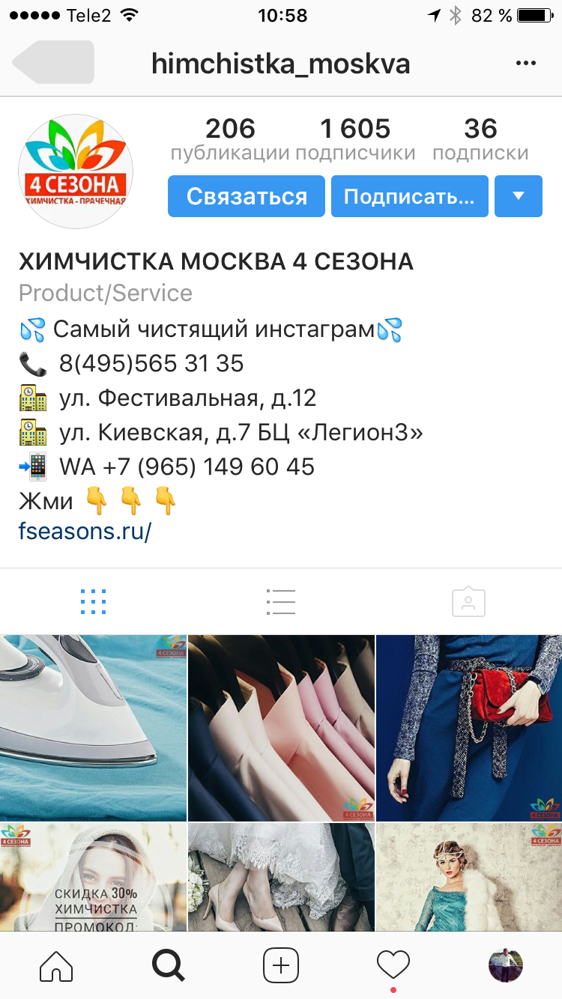 Tele2 10:58 82 %
himchistka_moskva
206 1 605 36
публикации подписчики подписки
4 СЕЗОНА
ХИМЧИСТКА - ПРАЧЕЧНАЯ
Связаться Подписать...
ХИМЧИСТКА МОСКВА 4 СЕЗОНА
Product/Service
💦 Самый чистящий инстаграм💦
📞 8(495)565 31 35
🏫 ул. Фестивальная, д.12
🏫 ул. Киевская, д.7 БЦ «Легион3»
📲 WA +7 (965) 149 60 45
Жми 👇 👇 👇
fseasons.ru/
4 СЕЗОНА
4 СЕЗОНА
4 СЕЗОНА
4 СЕЗОНА
4 СЕЗОНА
СКИДКА 30%
ХИМЧИСТКА
ПРОМОКОД: